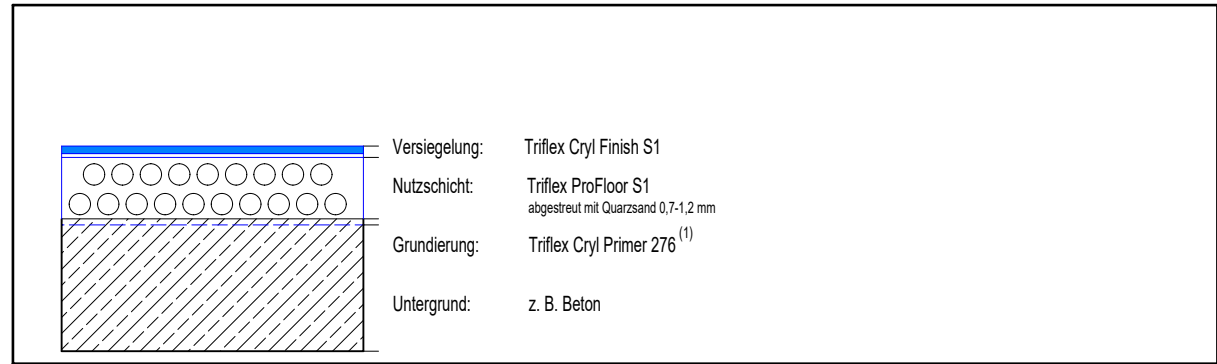 Versiegelung: Triflex Cryl Finish S1
Nutzschicht: Triflex ProFloor S1
abgestreut mit Quarzsand 0,7-1,2 mm
Grundierung: Triflex Cryl Primer 276 (1)
Untergrund: z. B. Beton